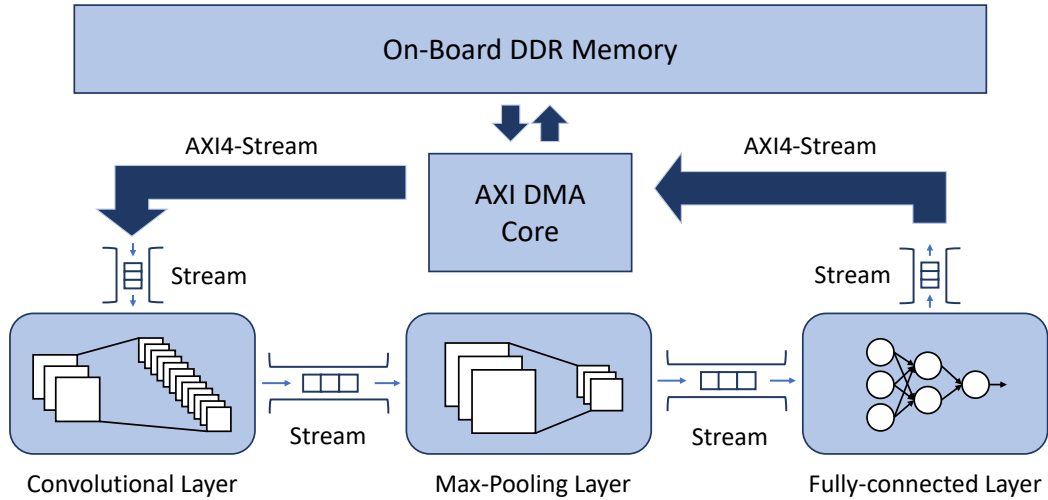 On-Board DDR Memory
AXI4-Stream
AXI4-Stream
AXI DMA
Core
Stream
Stream
Stream
Stream
Convolutional Layer
Max-Pooling Layer
Fully-connected Layer